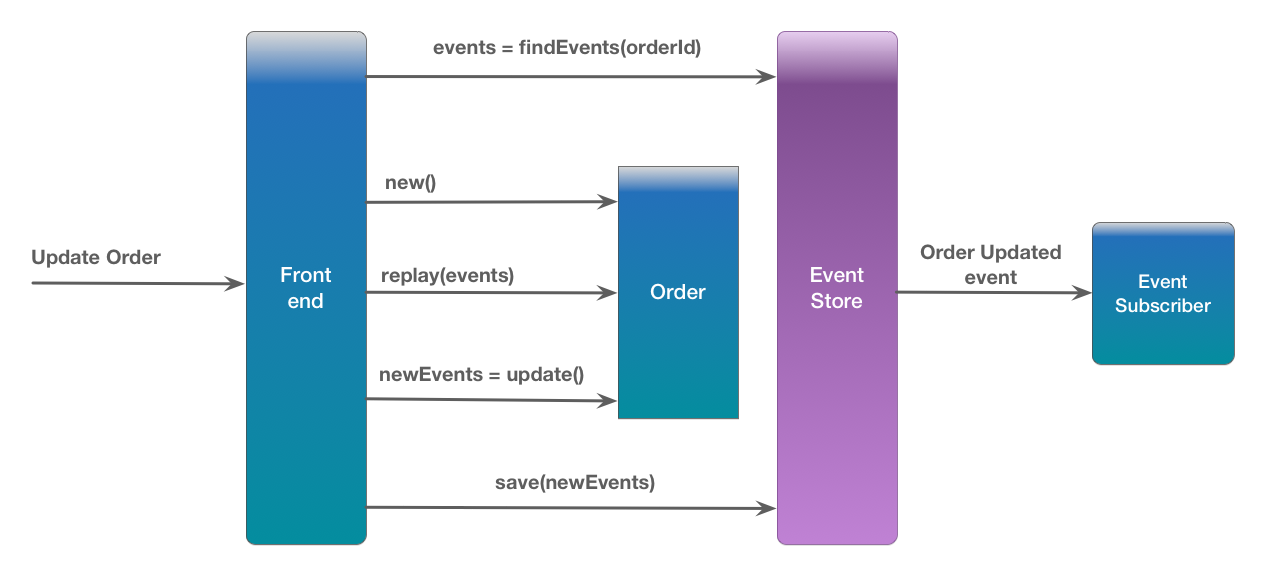 events = findEvents(orderId)
new()
Update Order
Front
end
replay(events)
Order
Event
Store
Order Updated
event
Event
Subscriber
newEvents = update()
save(newEvents)